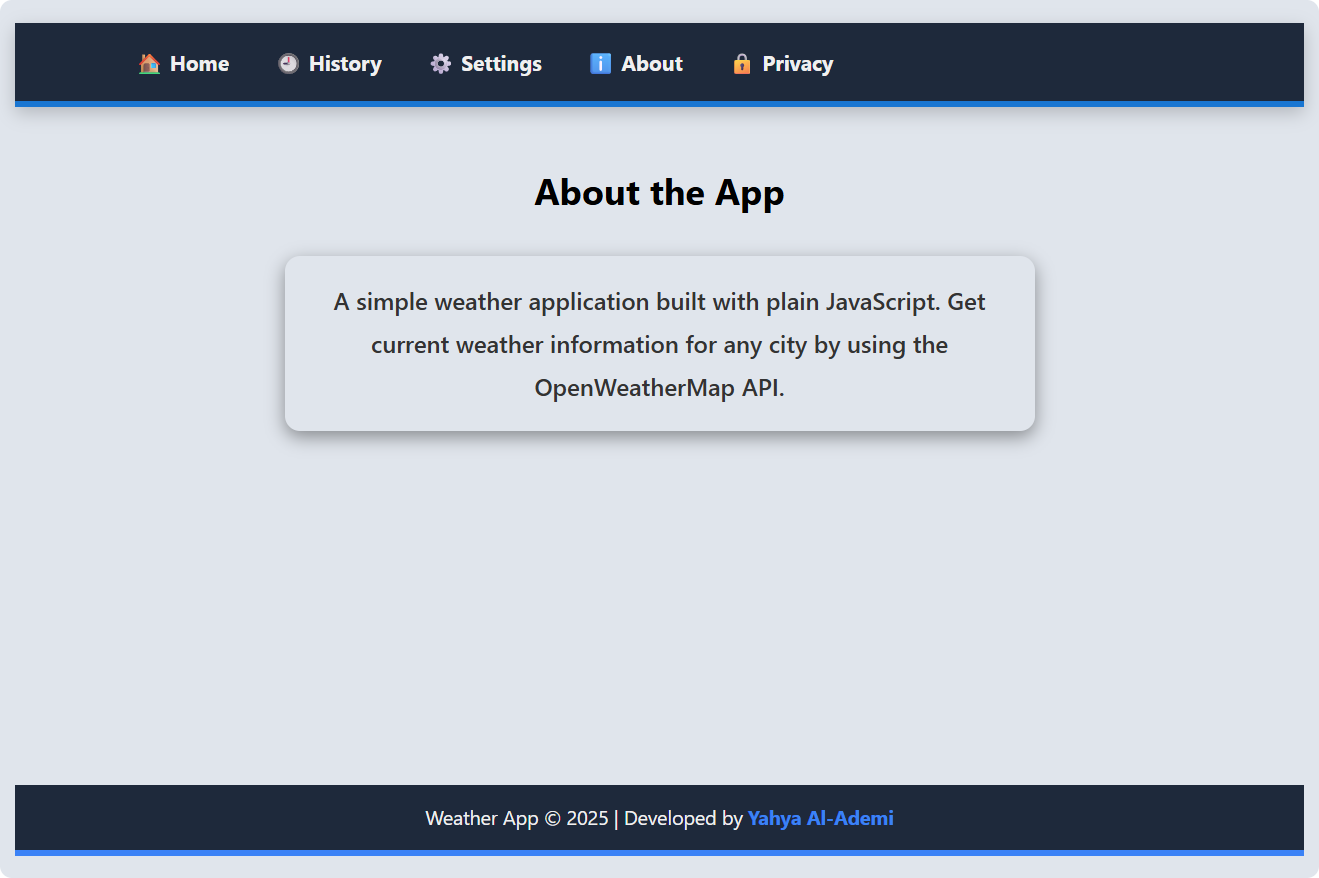 Home History Settings About Privacy
About the App
A simple weather application built with plain JavaScript. Get
current weather information for any city by using the
OpenWeatherMap API.
Weather App © 2025 | Developed by Yahya Al-Ademi